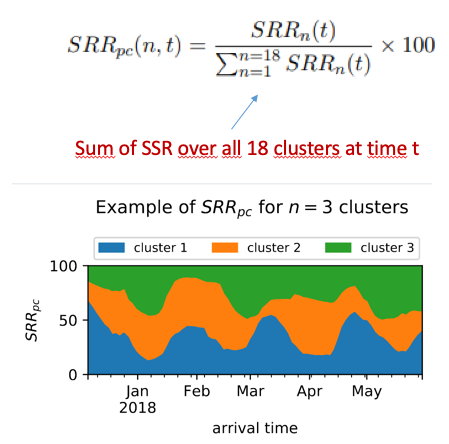 SRR_pc(n, t) = SRR_n(t) / ∑_{n=1}^{n=18} SRR_n(t) × 100
Sum of SSR over all 18 clusters at time t
Example of SRR_pc for n = 3 clusters
cluster 1 cluster 2 cluster 3
100
50
0
SRR_pc
Jan Feb Mar Apr May
2018
arrival time